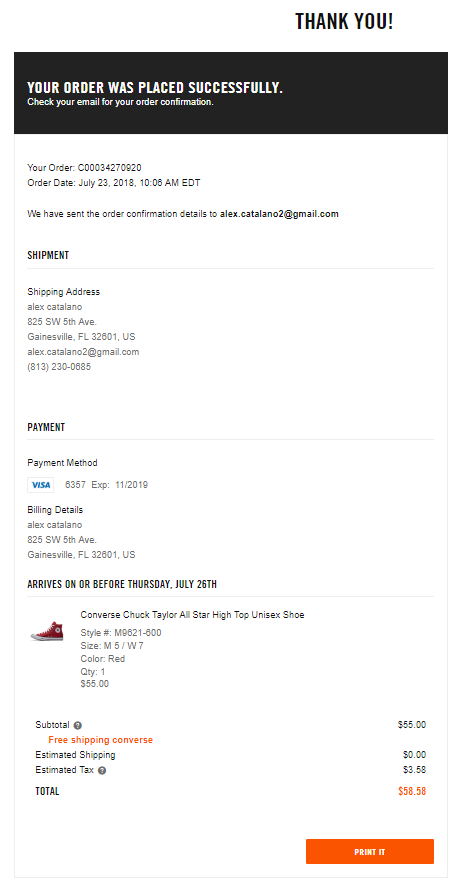 THANK YOU!
YOUR ORDER WAS PLACED SUCCESSFULLY.
Check your email for your order confirmation.
Your Order: C00034270920
Order Date: July 23, 2018, 10:06 AM EDT
We have sent the order confirmation details to alex.catalano2@gmail.com
SHIPMENT
Shipping Address
alex catalano
825 SW 5th Ave.
Gainesville, FL 32601, US
alex.catalano2@gmail.com
(813) 230-0685
PAYMENT
Payment Method
VISA 6357 Exp: 11/2019
Billing Details
alex catalano
825 SW 5th Ave.
Gainesville, FL 32601, US
ARRIVES ON OR BEFORE THURSDAY, JULY 26TH
Converse Chuck Taylor All Star High Top Unisex Shoe
Style #: M9621-600
Size: M 5 / W 7
Color: Red
Qty: 1
$55.00
Subtotal ? $55.00
Free shipping converse
Estimated Shipping $0.00
Estimated Tax ? $3.58
TOTAL $58.58
PRINT IT